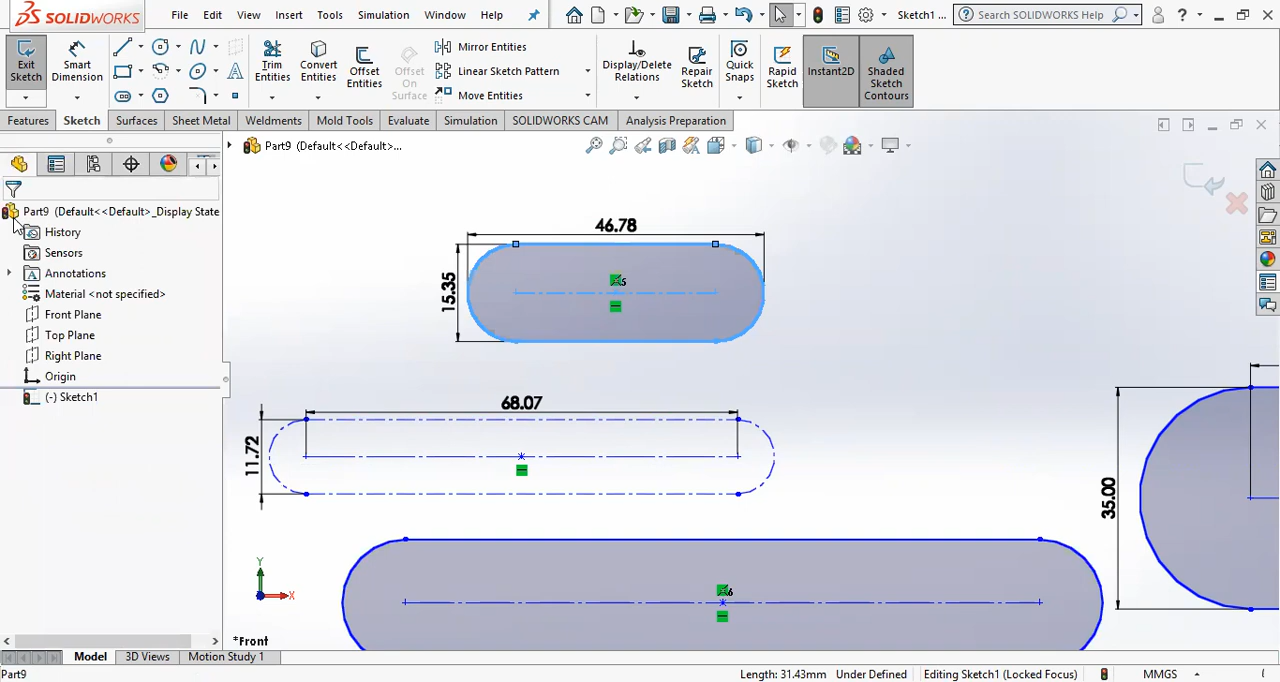 SOLIDWORKS File Edit View Insert Tools Simulation Window Help Sketch1 ... Search SOLIDWORKS Help ?
Exit Sketch
Smart Dimension
Trim Entities
Convert Entities
Offset Entities
Offset On Surface
Mirror Entities
Linear Sketch Pattern
Move Entities
Display/Delete Relations
Repair Sketch
Quick Snaps
Rapid Sketch
Instant2D
Shaded Sketch Contours
Features Sketch Surfaces Sheet Metal Weldments Mold Tools Evaluate Simulation SOLIDWORKS CAM Analysis Preparation
Part9 (Default<<Default>...
Part9 (Default<<Default>_Display State
History
Sensors
Annotations
Material <not specified>
Front Plane
Top Plane
Right Plane
Origin
(-) Sketch1
46.78
15.35
5
68.07
11.72
35.00
6
Y
X
*Front
Model 3D Views Motion Study 1
Part9 Length: 31.43mm Under Defined Editing Sketch1 (Locked Focus) MMGS